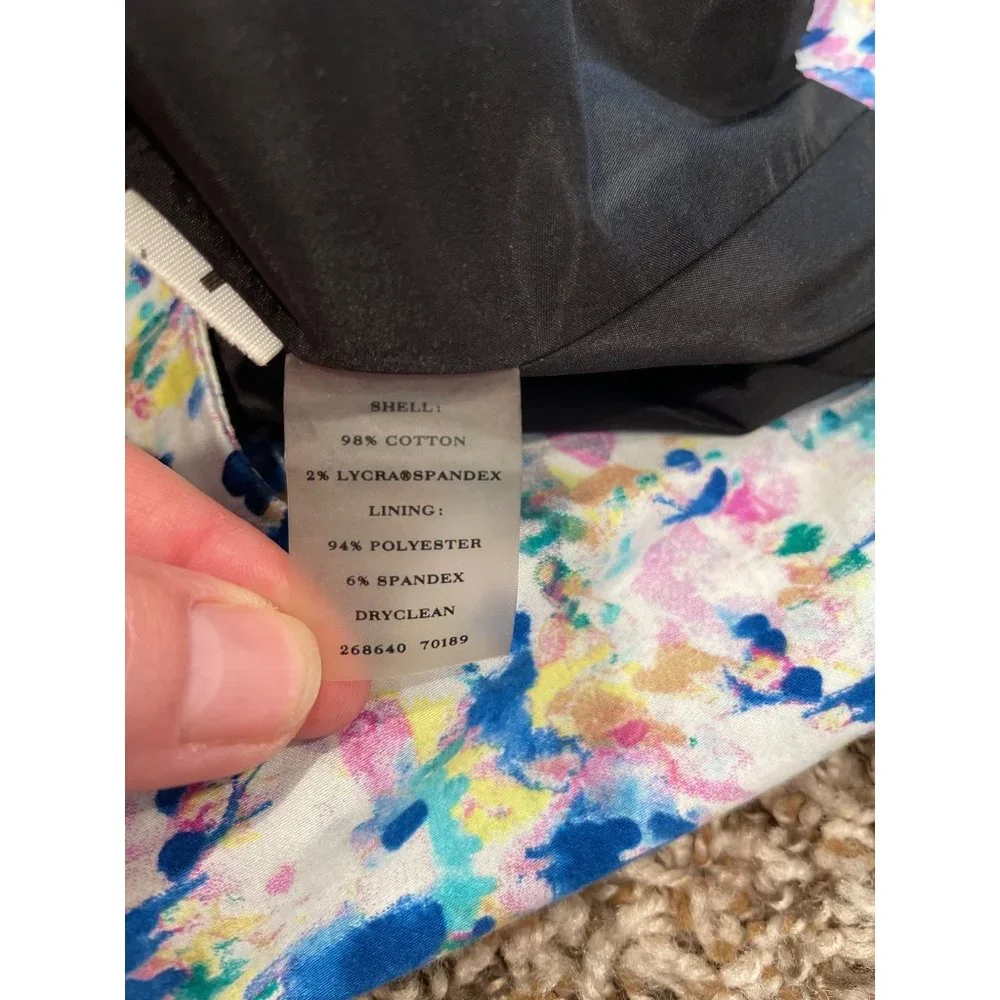 SHELL:
98% COTTON
2% LYCRA®SPANDEX
LINING:
94% POLYESTER
6% SPANDEX
DRYCLEAN
268640 70189